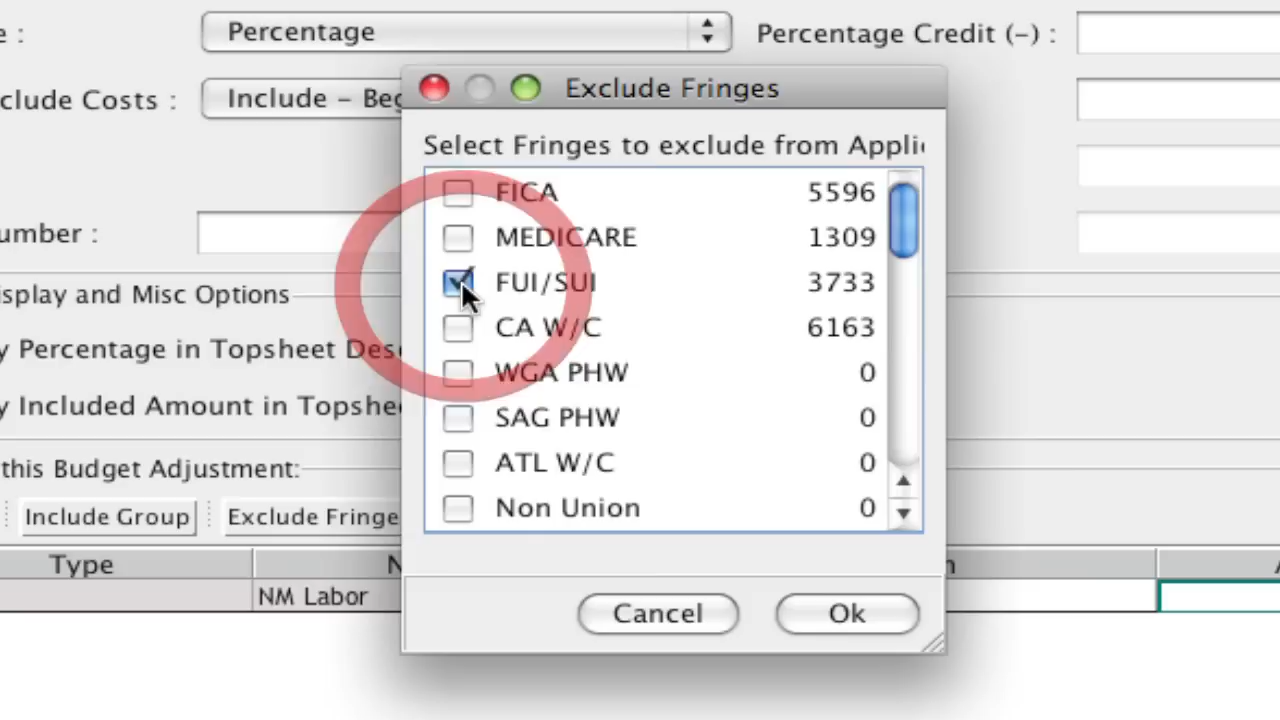 e :
Percentage
Percentage Credit (-) :
clude Costs :
Include - Beg
Exclude Fringes
Select Fringes to exclude from Appli
FICA 5596
MEDICARE 1309
FUI/SUI 3733
CA W/C 6163
WGA PHW 0
SAG PHW 0
ATL W/C 0
Non Union 0
umber :
isplay and Misc Options
y Percentage in Topsheet Des
y Included Amount in Topshe
this Budget Adjustment:
Include Group
Exclude Fringe
Type
N
n
A
NM Labor
Cancel
Ok